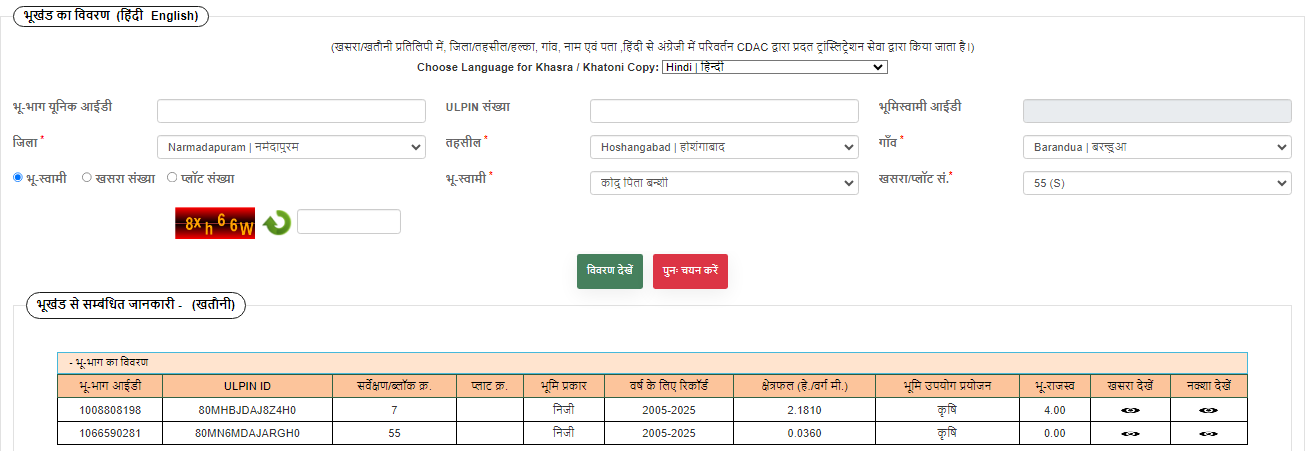 भूखंड का विवरण (हिंदी English)
(खसरा/खतौनी प्रतिलिपी में, जिला/तहसील/हल्का, गांव, नाम एवं पता ,हिंदी से अंग्रेजी में परिवर्तन CDAC द्वारा प्रदत ट्रांस्लिट्रेशन सेवा द्वारा किया जाता है।)
Choose Language for Khasra / Khatoni Copy: Hindi | हिन्दी
भू-भाग यूनिक आईडी ULPIN संख्या भूमिस्वामी आईडी
जिला * Narmadapuram | नर्मदापुरम तहसील * Hoshangabad | होशंगाबाद गाँव * Barandua | बरन्डुआ
भू-स्वामी खसरा संख्या प्लॉट संख्या भू-स्वामी * कोदु पिता बन्शी खसरा/प्लॉट सं.* 55 (S)
8xh66W
विवरण देखें पुनः चयन करें
भूखंड से सम्बंधित जानकारी - (खतौनी)
- भू-भाग का विवरण
भू-भाग आईडी ULPIN ID सर्वेक्षण/ब्लॉक क्र. प्लाट क्र. भूमि प्रकार वर्ष के लिए रिकॉर्ड क्षेत्रफल (हे./वर्ग मी.) भूमि उपयोग प्रयोजन भू-राजस्व खसरा देखें नक्शा देखें
1008808198 80MHBJDAJ8Z4H0 7 निजी 2005-2025 2.1810 कृषि 4.00
1066590281 80MN6MDAJARGH0 55 निजी 2005-2025 0.0360 कृषि 0.00